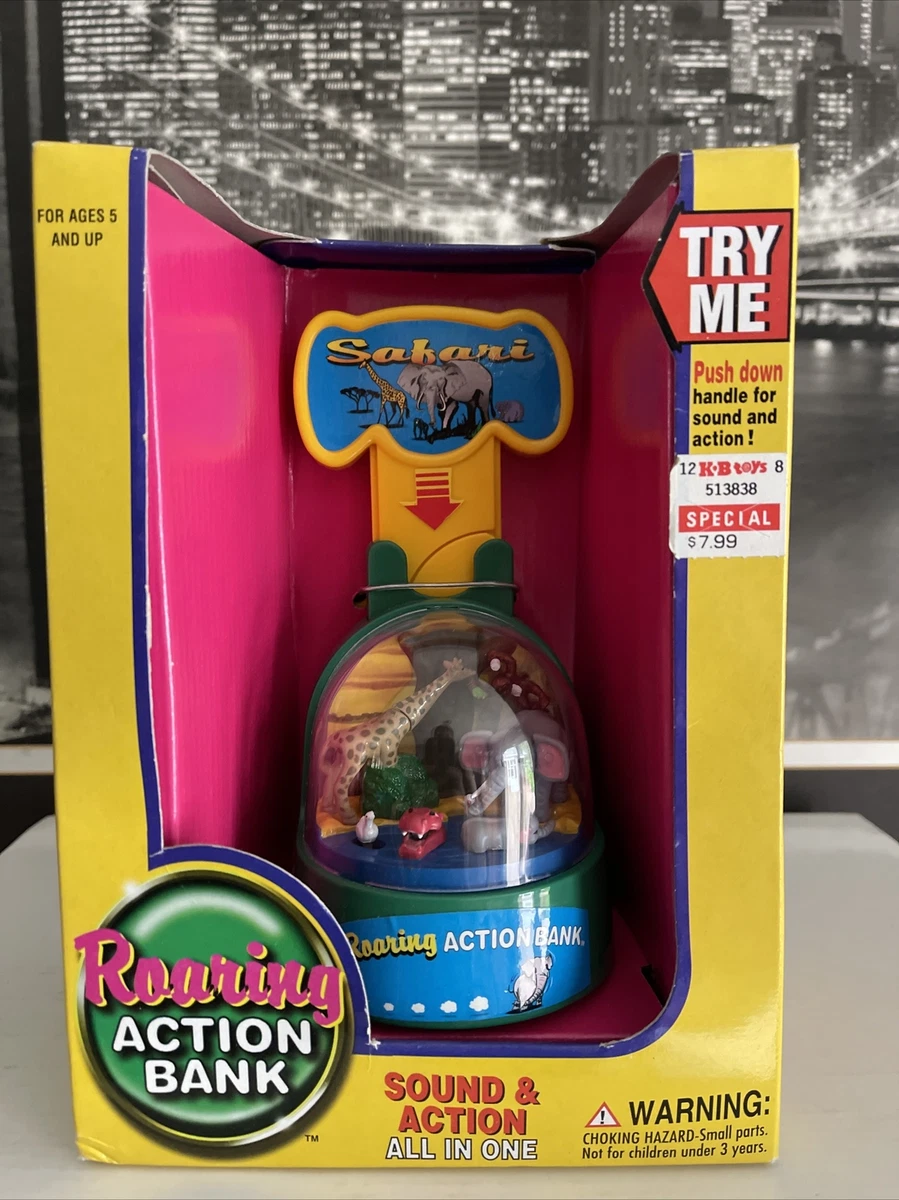 FOR AGES 5
AND UP
TRY
ME
Push down
handle for
sound and
action !
12 K·B toys 8
513838
SPECIAL
$7.99
Safari
Roaring ACTION BANK
Roaring
ACTION
BANK
TM
SOUND &
ACTION
ALL IN ONE
WARNING:
CHOKING HAZARD-Small parts.
Not for children under 3 years.